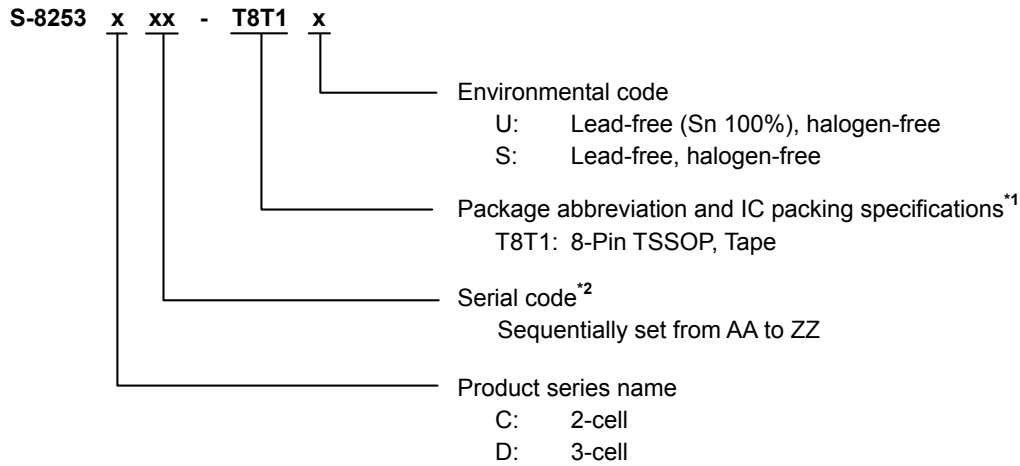 S-8253 x xx - T8T1 x
Environmental code
U: Lead-free (Sn 100%), halogen-free
S: Lead-free, halogen-free
Package abbreviation and IC packing specifications*1
T8T1: 8-Pin TSSOP, Tape
Serial code*2
Sequentially set from AA to ZZ
Product series name
C: 2-cell
D: 3-cell